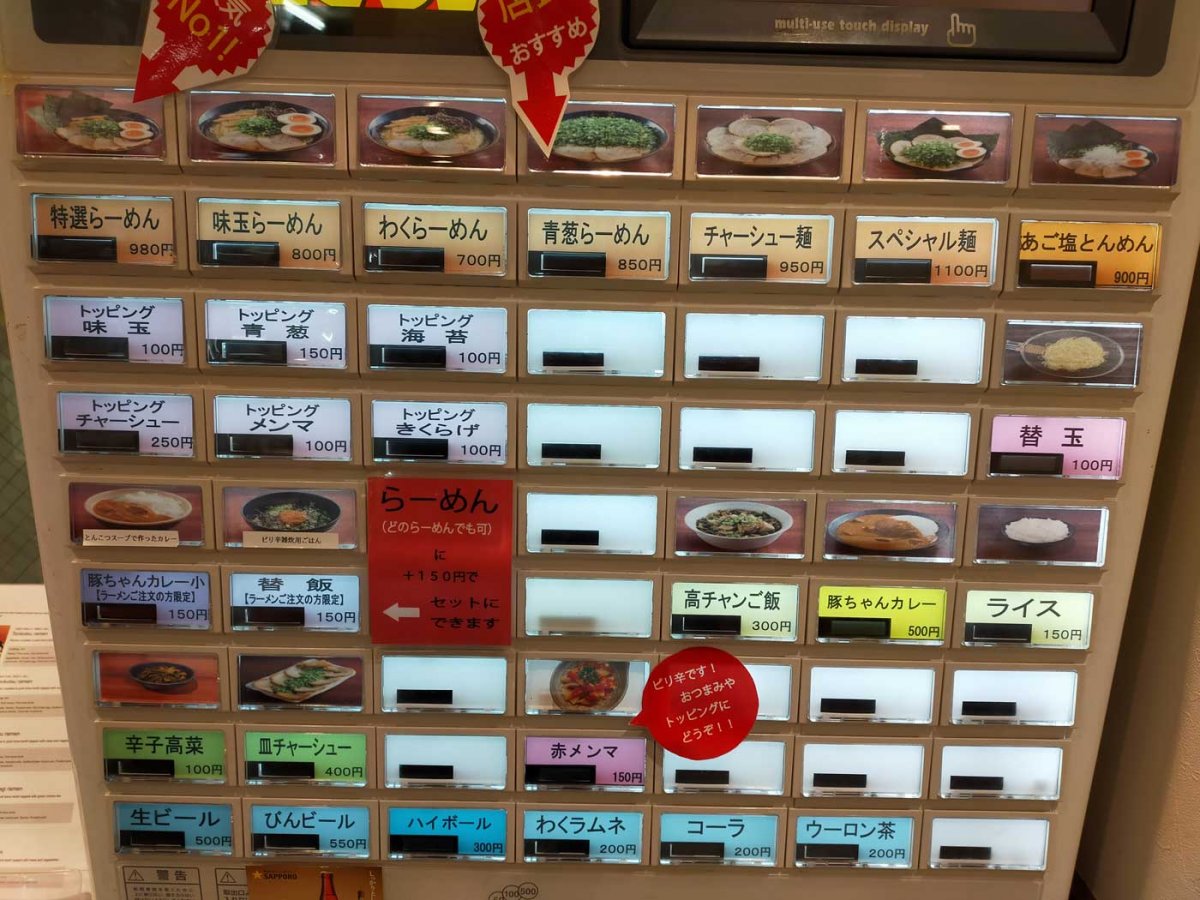 No1!
おすすめ
multi-use touch display
特選らーめん
980円
味玉らーめん
800円
わくらーめん
700円
青葱らーめん
850円
チャーシュー麺
950円
スペシャル麺
1100円
あご塩とんめん
900円
トッピング
味玉
100円
トッピング
青葱
150円
トッピング
海苔
100円
トッピング
チャーシュー
250円
トッピング
メンマ
100円
トッピング
きくらげ
100円
替玉
100円
とんこつスープで作ったカレー
ピリ辛雑炊用ごはん
らーめん
(どのらーめんでも可)
に
+150円で
セットに
できます
豚ちゃんカレー小
【ラーメンご注文の方限定】
150円
替飯
【ラーメンご注文の方限定】
150円
高チャンご飯
300円
豚ちゃんカレー
500円
ライス
150円
ピリ辛です!
おつまみや
トッピングに
どうぞ!!
辛子高菜
100円
皿チャーシュー
400円
赤メンマ
150円
生ビール
500円
びんビール
550円
ハイボール
300円
わくラムネ
200円
コーラ
200円
ウーロン茶
200円
警告
SAPPORO
100
500